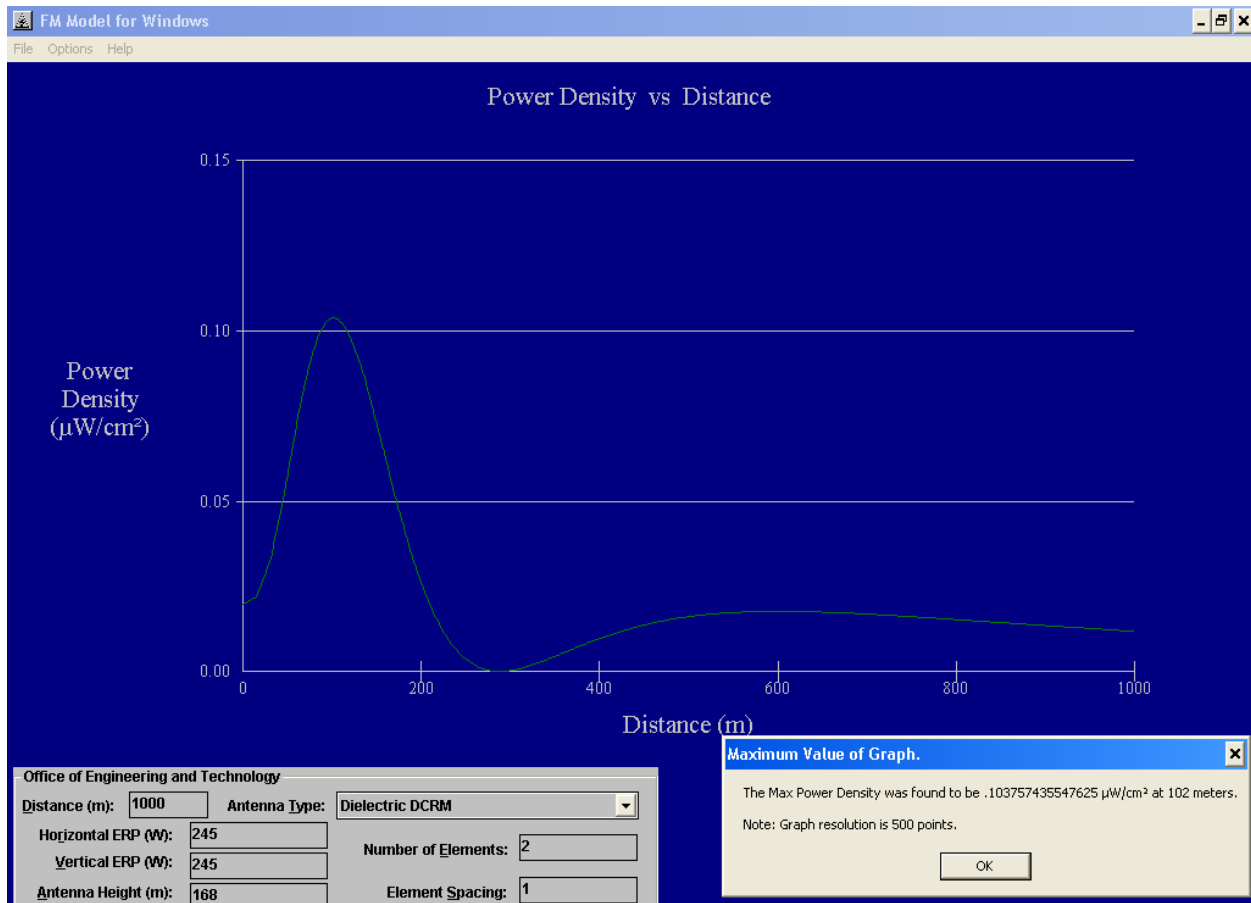 FM Model for Windows
File Options Help
Power Density vs Distance
0.15
0.10
Power
Density
(µW/cm²)
0.05
0.00
0 200 400 600 800 1000
Distance (m)
Office of Engineering and Technology
Distance (m): 1000 Antenna Type: Dielectric DCRM
Horizontal ERP (W): 245
Vertical ERP (W): 245
Number of Elements: 2
Antenna Height (m): 168
Element Spacing: 1
Maximum Value of Graph.
The Max Power Density was found to be .103757435547625 µW/cm² at 102 meters.
Note: Graph resolution is 500 points.
OK